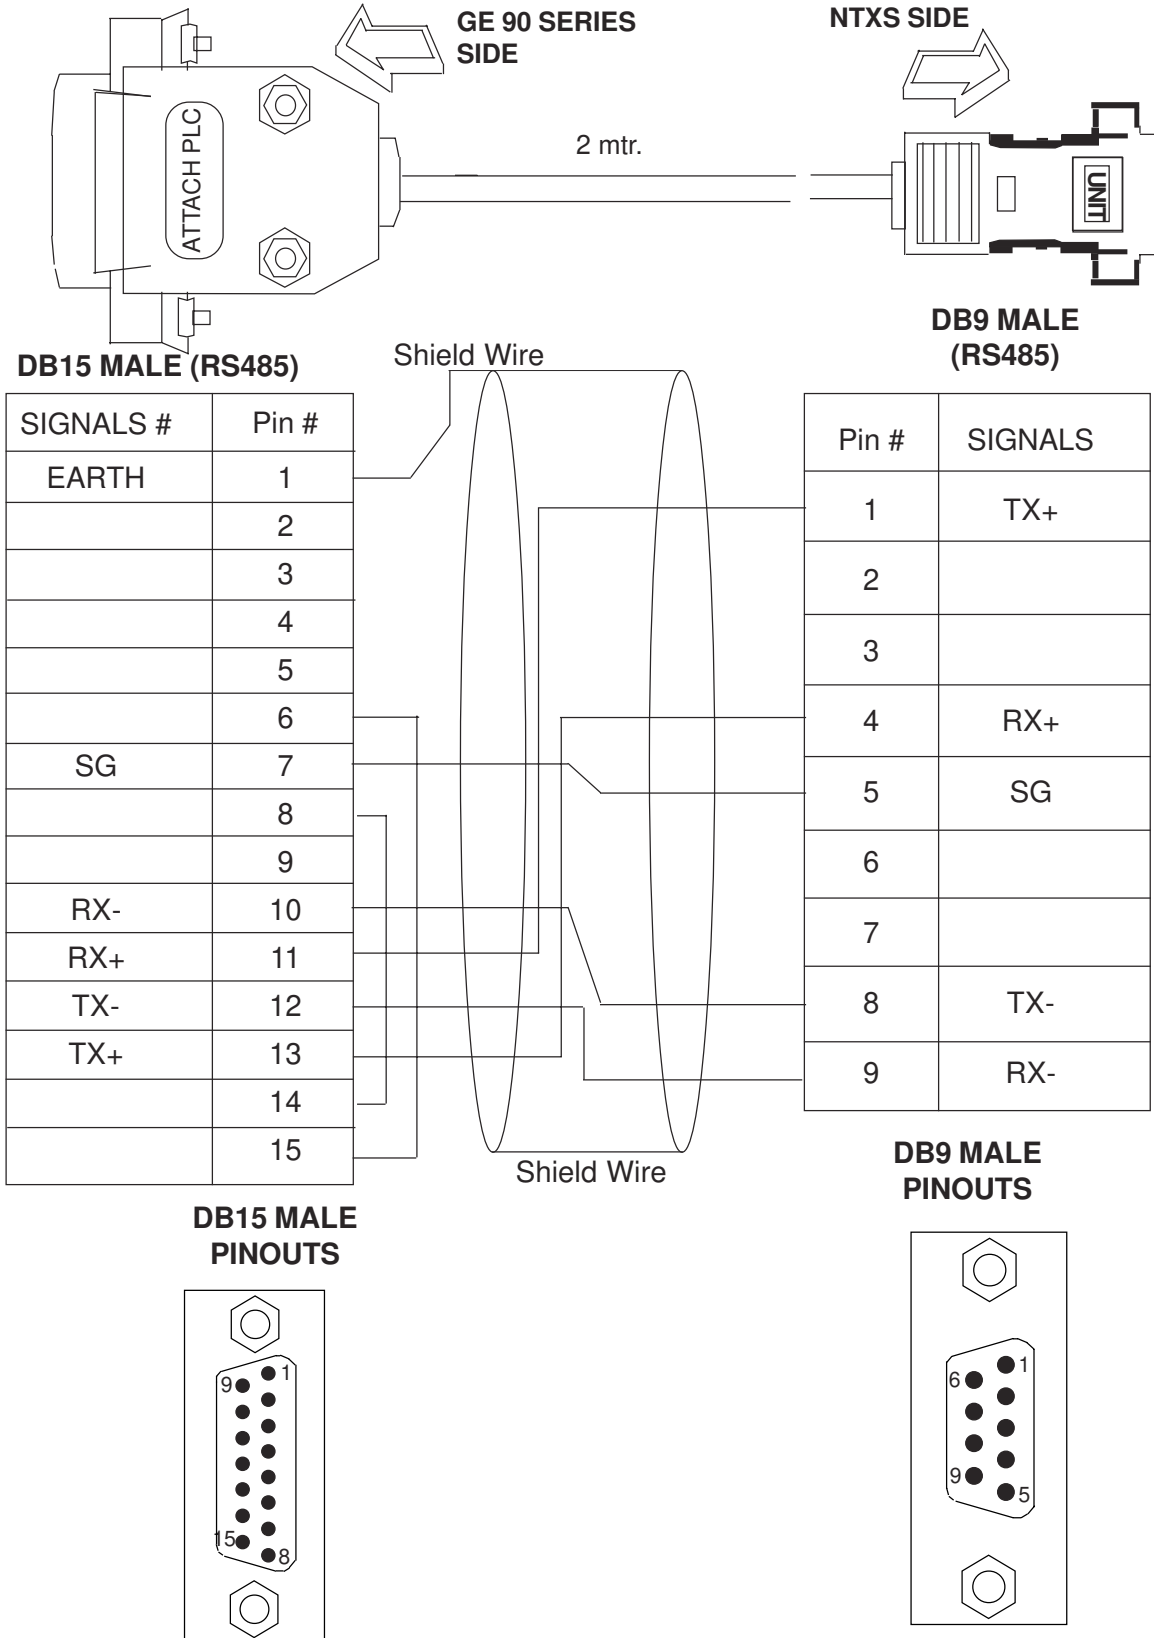 GE 90 SERIES
SIDE
NTXS SIDE
ATTACH PLC
2 mtr.
UNIT
DB15 MALE (RS485)
Shield Wire
DB9 MALE
(RS485)
SIGNALS # Pin #
EARTH 1
2
3
4
5
6
SG 7
8
9
RX- 10
RX+ 11
TX- 12
TX+ 13
14
15
Pin # SIGNALS
1 TX+
2
3
4 RX+
5 SG
6
7
8 TX-
9 RX-
Shield Wire
DB15 MALE
PINOUTS
DB9 MALE
PINOUTS
1
9
15
8
1
6
9
5